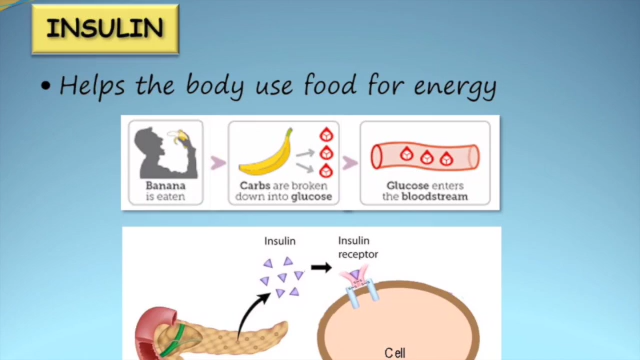 INSULIN
• Helps the body use food for energy
Banana
is eaten
Carbs are broken
down into glucose
Glucose enters
the bloodstream
Insulin
Insulin
receptor
Cell